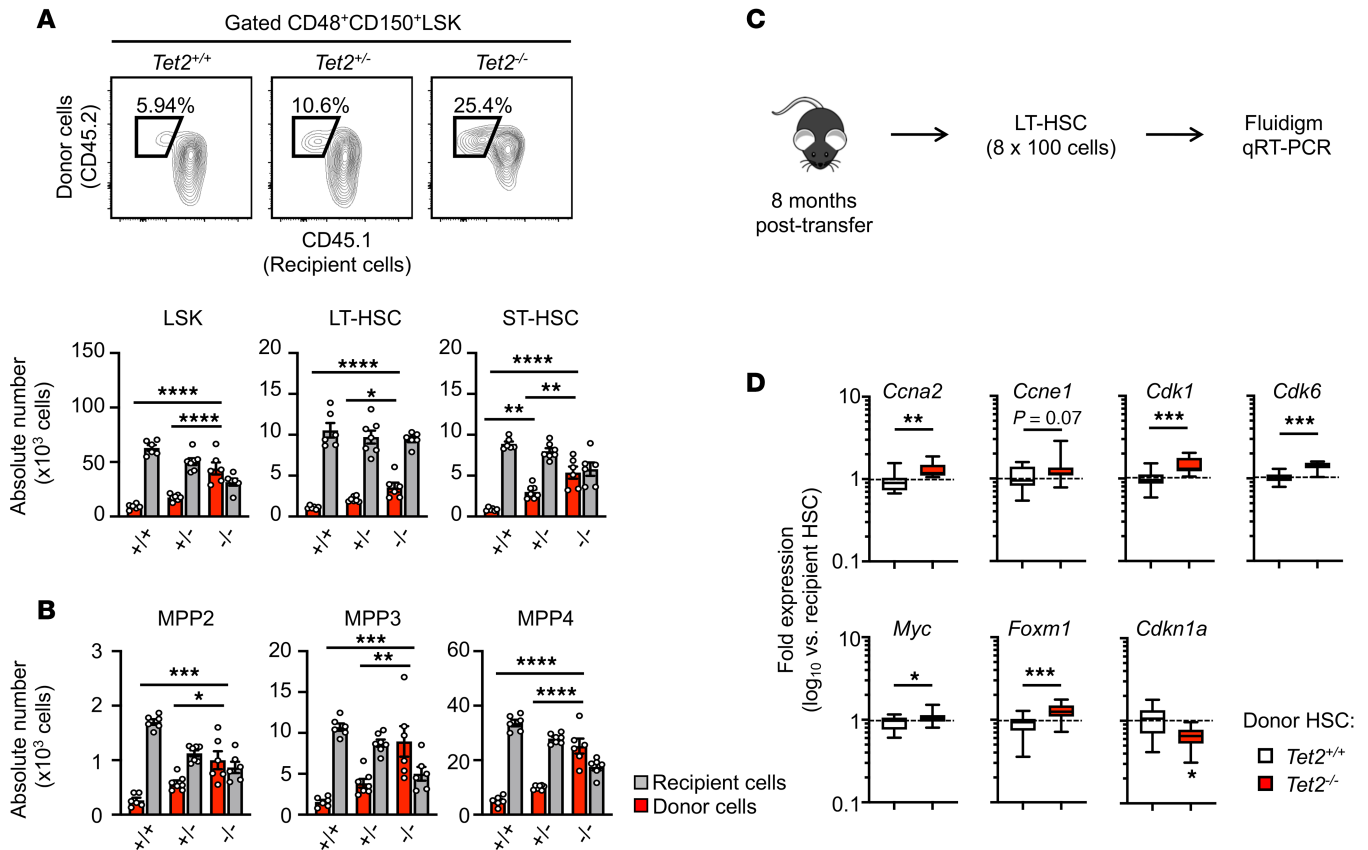 A
Gated CD48⁺CD150⁺LSK
Tet2⁺/⁺
Tet2⁺/⁻
Tet2⁻/⁻
5.94%
10.6%
25.4%
Donor cells
(CD45.2)
CD45.1
(Recipient cells)
LSK
LT-HSC
ST-HSC
Absolute number
(x10³ cells)
150
100
50
0
****
****
+/+
+/-
-/-
20
15
10
5
0
****
*
+/+
+/-
-/-
20
15
10
5
0
****
**
**
+/+
+/-
-/-
B
MPP2
MPP3
MPP4
Absolute number
(x10³ cells)
3
2
1
0
***
*
+/+
+/-
-/-
20
15
10
5
0
***
**
+/+
+/-
-/-
60
40
20
0
****
****
+/+
+/-
-/-
Recipient cells
Donor cells
C
8 months
post-transfer
LT-HSC
(8 x 100 cells)
Fluidigm
qRT-PCR
D
Fold expression
(log₁₀ vs. recipient HSC)
10
1
0.1
Ccna2
**
Ccne1
P = 0.07
Cdk1
***
Cdk6
***
10
1
0.1
Myc
*
Foxm1
***
Cdkn1a
*
Donor HSC:
Tet2⁺/⁺
Tet2⁻/⁻